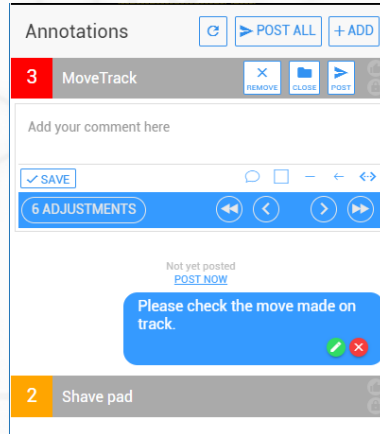 Annotations
POST ALL
+ ADD
3 MoveTrack
REMOVE
CLOSE
POST
Add your comment here
SAVE
6 ADJUSTMENTS
Not yet posted
POST NOW
Please check the move made on
track.
2 Shave pad